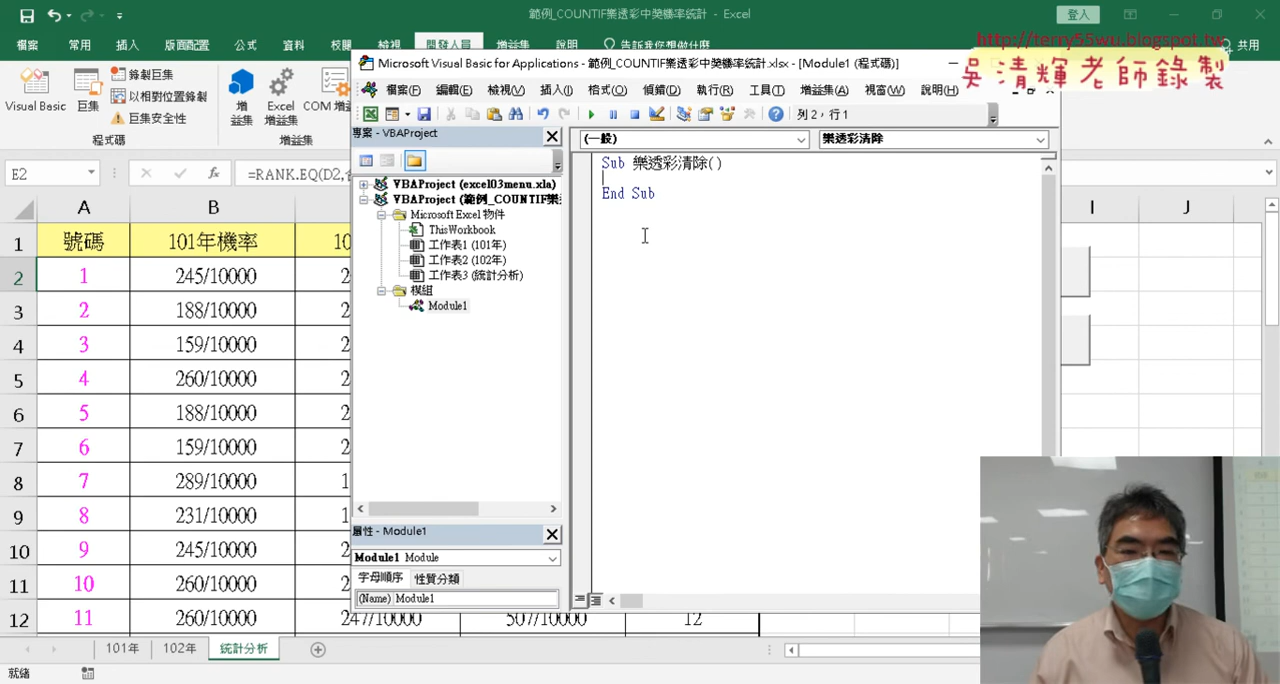 範例_COUNTIF樂透彩中獎機率統計 - Excel
登入
檔案 常用 插入 版面配置 公式 資料 校閱 檢視 開發人員 增益集 說明 告訴我您想做什麼 共用
http://terry55wu.blogspot.tw
吳清輝老師錄製
Visual Basic
巨集
錄製巨集
以相對位置錄製
巨集安全性
程式碼
增益集
Excel 增益集
COM 增
增益集
Microsoft Visual Basic for Applications - 範例_COUNTIF樂透彩中獎機率統計.xlsx - [Module1 (程式碼)]
檔案(F) 編輯(E) 檢視(V) 插入(I) 格式(O) 偵錯(D) 執行(R) 工具(T) 增益集(A) 視窗(W) 說明(H)
列 2，行 1
專案 - VBAProject
(一般)
樂透彩清除
VBAProject (excel03menu.xla)
VBAProject (範例_COUNTIF樂
Microsoft Excel 物件
ThisWorkbook
工作表1 (101年)
工作表2 (102年)
工作表3 (統計分析)
模組
Module1
Sub 樂透彩清除()
End Sub
屬性 - Module1
Module1 Module
字母順序 性質分類
(Name) Module1
E2
fx
=RANK.EQ(D2,
A B I J
1 號碼 101年機率 10
2 1 245/10000 2
3 2 188/10000 2
4 3 159/10000 2
5 4 260/10000 2
6 5 188/10000 2
7 6 159/10000 2
8 7 289/10000 1
9 8 231/10000 1
10 9 245/10000 2
11 10 260/10000 2
12 11 260/10000 247/10000 507/10000 12
101年 102年 統計分析
就緒